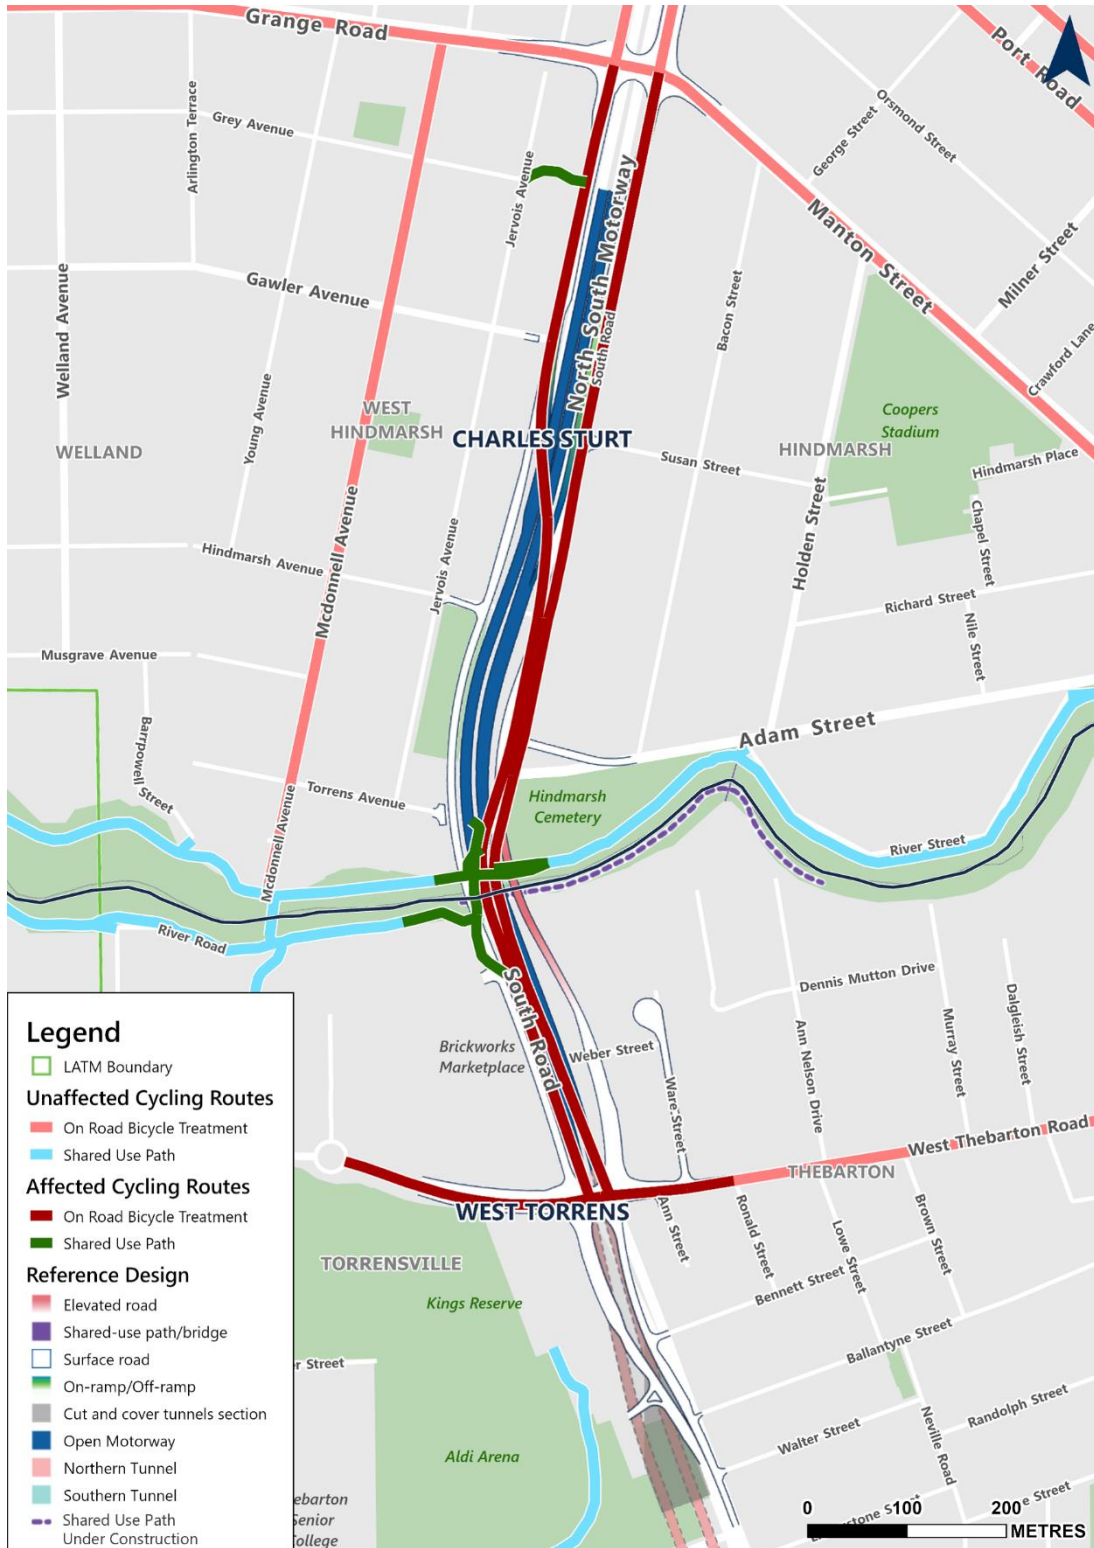 Grange Road
Port Road
Grey Avenue
Arlington Terrace
Jervois Avenue
Orsmond Street
George Street
Manton Street
Milner Street
Crawford Lane
North-South Motorway
South Road
Bacon Street
Welland Avenue
Gawler Avenue
Young Avenue
WEST
HINDMARSH
CHARLES STURT
WELLAND
HINDMARSH
Coopers
Stadium
Susan Street
Hindmarsh Place
Holden Street
Chapel Street
Mcdonnell Avenue
Hindmarsh Avenue
Jervois Avenue
Richard Street
Nile Street
Musgrave Avenue
Barrpowell Street
Adam Street
Torrens Avenue
Mcdonnell Avenue
Hindmarsh
Cemetery
River Street
River Road
South Road
Dennis Mutton Drive
Dalgleish Street
Murray Street
Ann Nelson Drive
Brickworks
Marketplace
Weber Street
Ware Street
West Thebarton Road
THEBARTON
WEST TORRENS
Ann Street
Ronald Street
Lowe Street
Brown Street
TORRENSVILLE
Kings Reserve
Bennett Street
Ballantyne Street
er Street
Randolph Street
Neville Road
Walter Street
Aldi Arena
ebarton
Senior
ollege
e Street
Legend
LATM Boundary
Unaffected Cycling Routes
On Road Bicycle Treatment
Shared Use Path
Affected Cycling Routes
On Road Bicycle Treatment
Shared Use Path
Reference Design
Elevated road
Shared-use path/bridge
Surface road
On-ramp/Off-ramp
Cut and cover tunnels section
Open Motorway
Northern Tunnel
Southern Tunnel
Shared Use Path
Under Construction
0 100 200
METRES